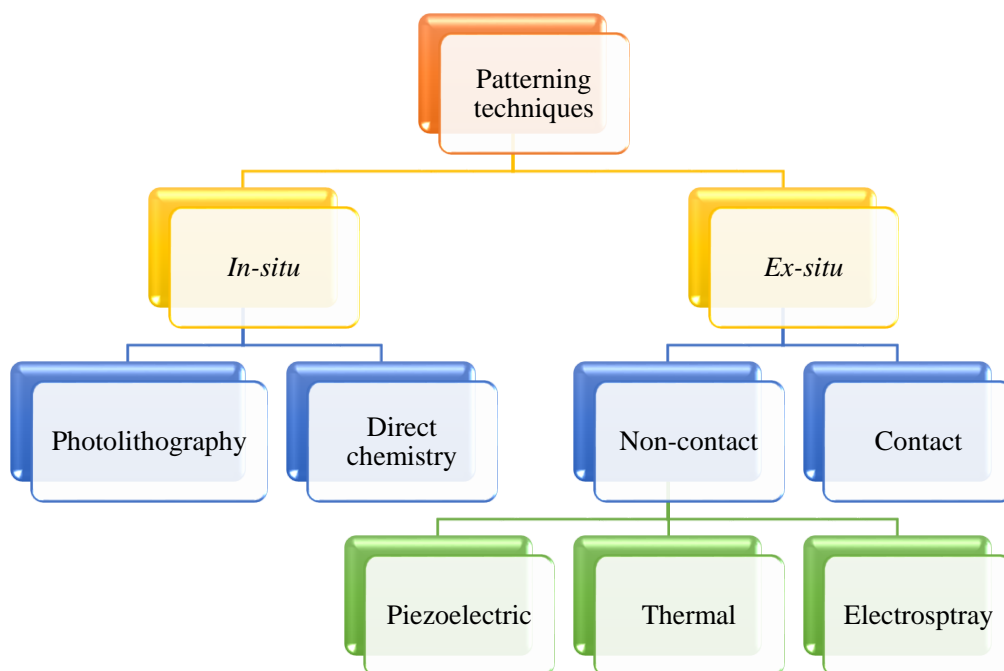 Patterning
techniques
In-situ
Ex-situ
Photolithography
Direct
chemistry
Non-contact
Contact
Piezoelectric
Thermal
Electrosptray